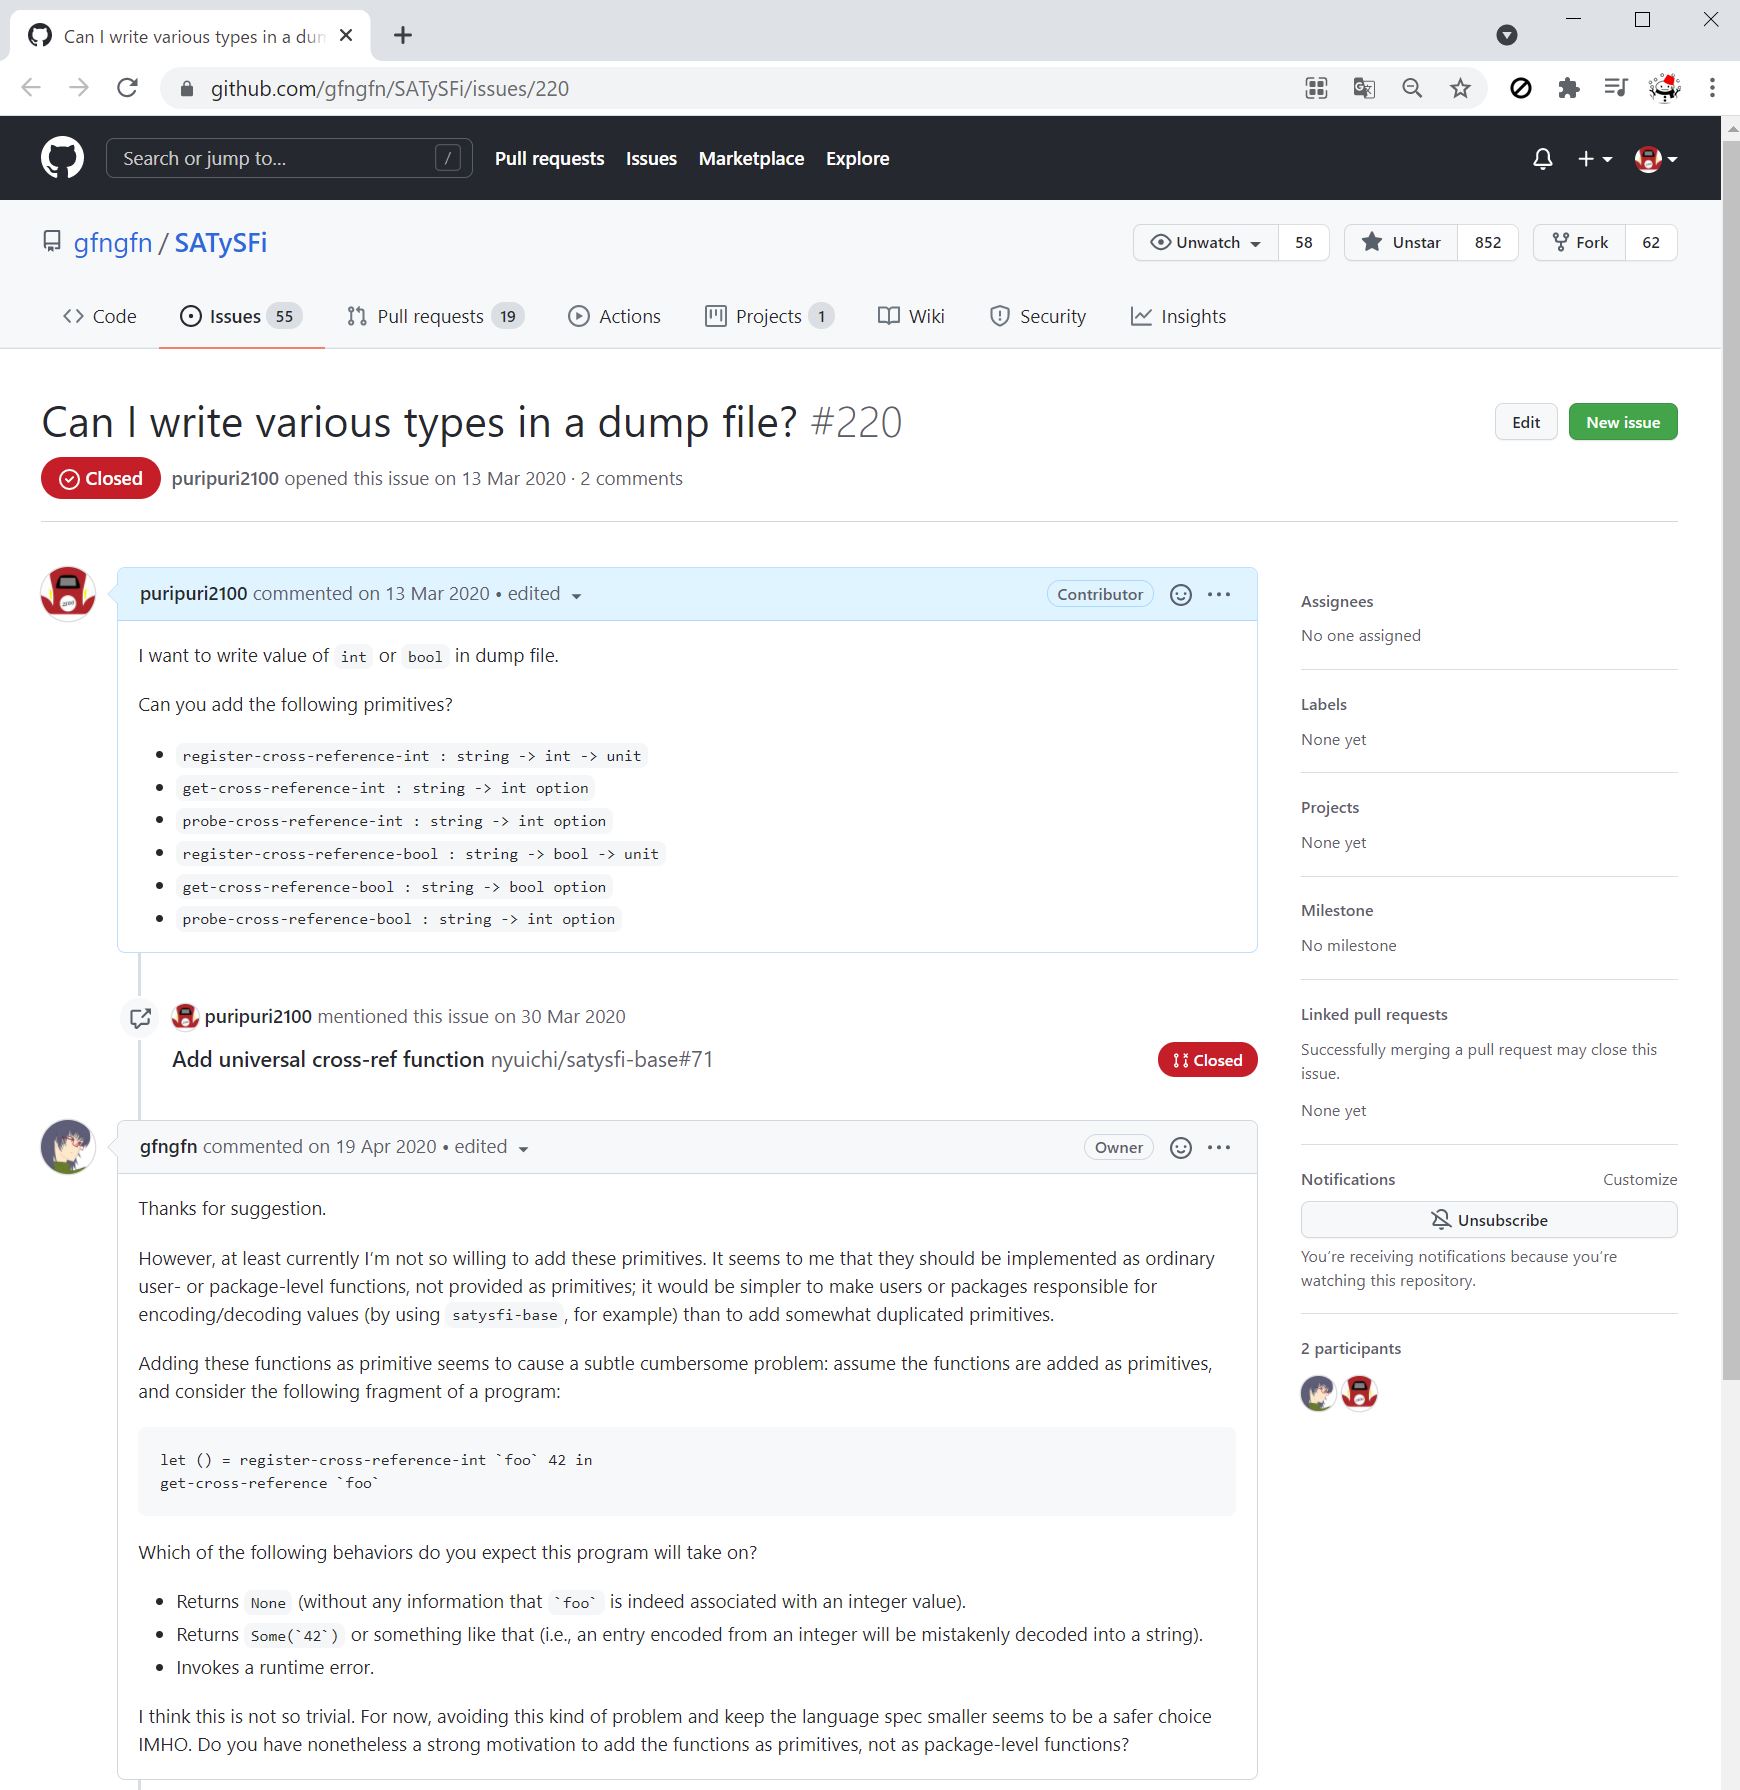 Can I write various types in a dum
github.com/gfngfn/SATySFi/issues/220
Search or jump to...
/
Pull requests
Issues
Marketplace
Explore
gfngfn / SATySFi
Unwatch
58
Unstar
852
Fork
62
Code
Issues 55
Pull requests 19
Actions
Projects 1
Wiki
Security
Insights
Can I write various types in a dump file? #220
Edit
New issue
Closed
puripuri2100 opened this issue on 13 Mar 2020 · 2 comments
puripuri2100 commented on 13 Mar 2020 • edited
Contributor
I want to write value of int or bool in dump file.
Can you add the following primitives?
• register-cross-reference-int : string -> int -> unit
• get-cross-reference-int : string -> int option
• probe-cross-reference-int : string -> int option
• register-cross-reference-bool : string -> bool -> unit
• get-cross-reference-bool : string -> bool option
• probe-cross-reference-bool : string -> int option
puripuri2100 mentioned this issue on 30 Mar 2020
Add universal cross-ref function nyuichi/satysfi-base#71
Closed
gfngfn commented on 19 Apr 2020 • edited
Owner
Thanks for suggestion.
However, at least currently I'm not so willing to add these primitives. It seems to me that they should be implemented as ordinary
user- or package-level functions, not provided as primitives; it would be simpler to make users or packages responsible for
encoding/decoding values (by using satysfi-base, for example) than to add somewhat duplicated primitives.
Adding these functions as primitive seems to cause a subtle cumbersome problem: assume the functions are added as primitives,
and consider the following fragment of a program:
let () = register-cross-reference-int `foo` 42 in
get-cross-reference `foo`
Which of the following behaviors do you expect this program will take on?
• Returns None (without any information that `foo` is indeed associated with an integer value).
• Returns Some(`42`) or something like that (i.e., an entry encoded from an integer will be mistakenly decoded into a string).
• Invokes a runtime error.
I think this is not so trivial. For now, avoiding this kind of problem and keep the language spec smaller seems to be a safer choice
IMHO. Do you have nonetheless a strong motivation to add the functions as primitives, not as package-level functions?
Assignees
No one assigned
Labels
None yet
Projects
None yet
Milestone
No milestone
Linked pull requests
Successfully merging a pull request may close this
issue.
None yet
Notifications
Customize
Unsubscribe
You're receiving notifications because you're
watching this repository.
2 participants